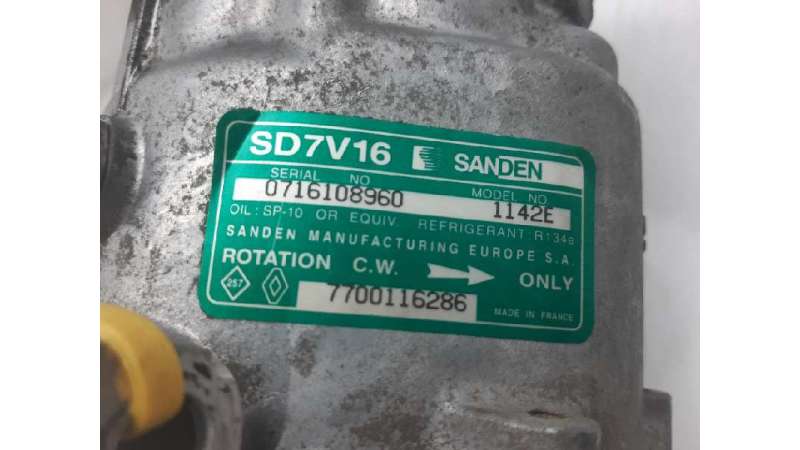 SD7V16 SANDEN
SERIAL NO. MODEL NO.
0716108960 1142E
OIL: SP-10 OR EQUIV. REFRIGERANT: R134a
SANDEN MANUFACTURING EUROPE S.A.
ROTATION C.W. ONLY
257 7700116286 MADE IN FRANCE